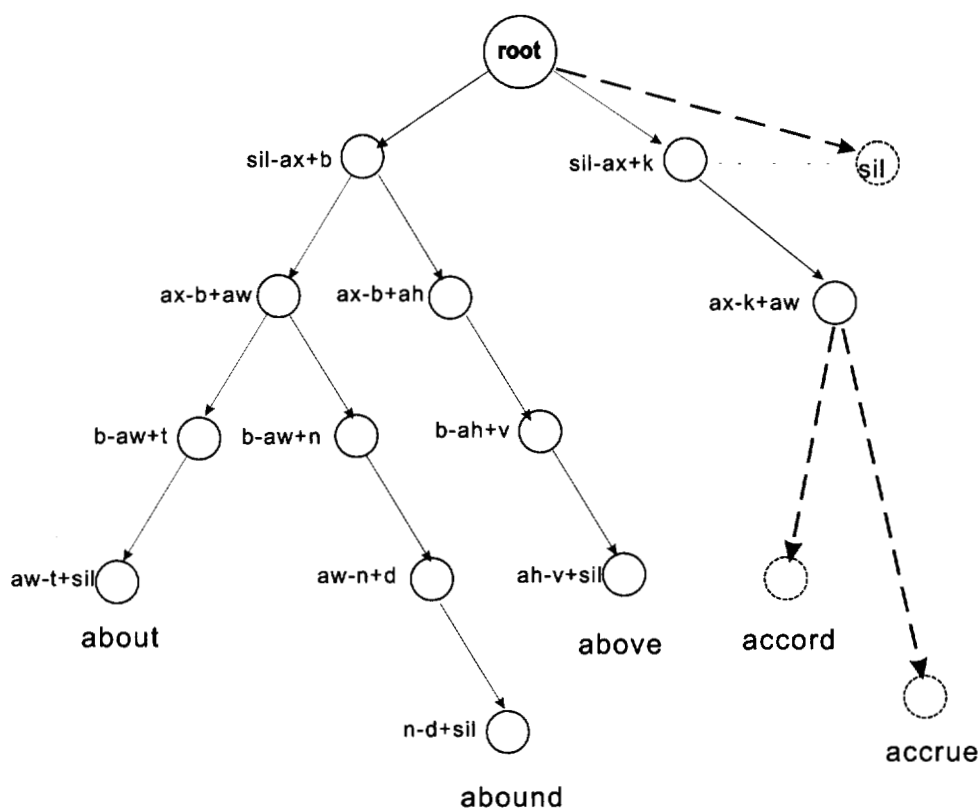 root
sil-ax+b
sil-ax+k
sil
ax-b+aw
ax-b+ah
ax-k+aw
b-aw+t
b-aw+n
b-ah+v
aw-t+sil
aw-n+d
ah-v+sil
about
above
accord
n-d+sil
accrue
abound